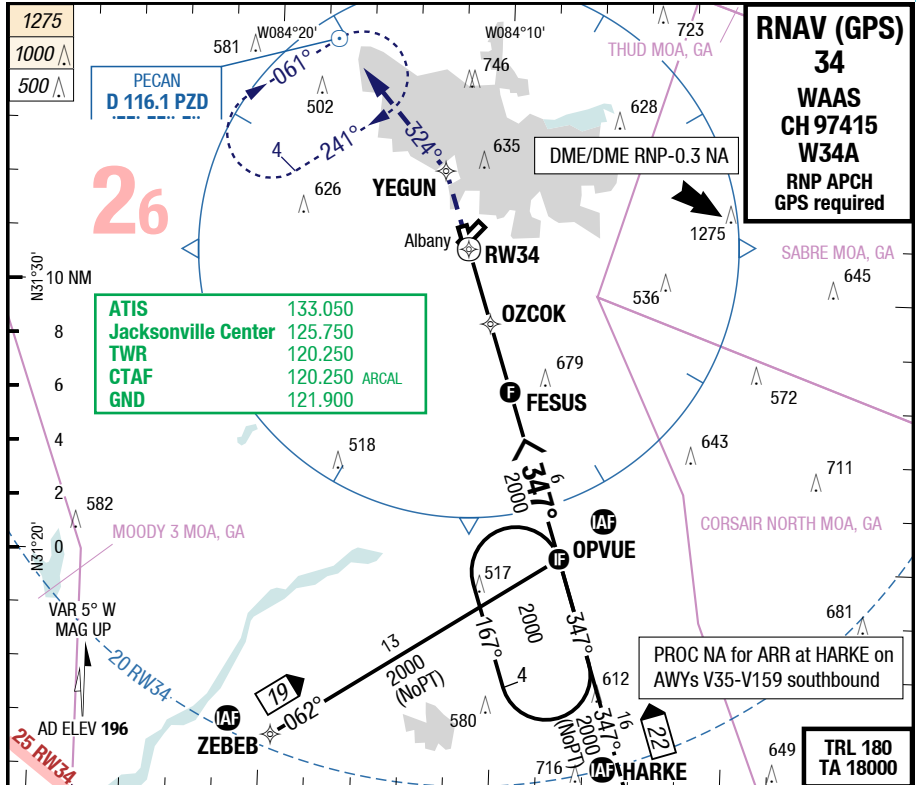 1275
1000
500
581
W084°20'
W084°10'
723
THUD MOA, GA
RNAV (GPS)
34
WAAS
CH 97415
W34A
RNP APCH
GPS required
PECAN
D 116.1 PZD
061°
502
746
628
324°
241°
4
635
DME/DME RNP-0.3 NA
26
626
YEGUN
1275
Albany
RW34
SABRE MOA, GA
N31°30'
10 NM
645
536
ATIS 133.050
Jacksonville Center 125.750
TWR 120.250
CTAF 120.250 ARCAL
GND 121.900
OZCOK
8
679
6
F FESUS
572
4
518
643
347°
6
2000
711
2
582
CORSAIR NORTH MOA, GA
MOODY 3 MOA, GA
IAF
OPVUE
IF
N31°20'
0
517
VAR 5° W
MAG UP
2000
167°
347°
681
13
2000
(NoPT)
PROC NA for ARR at HARKE on
AWYs V35-V159 southbound
20 RW34
4
612
19
062°
580
16
347°
2000
(NoPT)
22
IAF
ZEBEB
AD ELEV 196
25 RW34
716
IAF HARKE
649
TRL 180
TA 18000